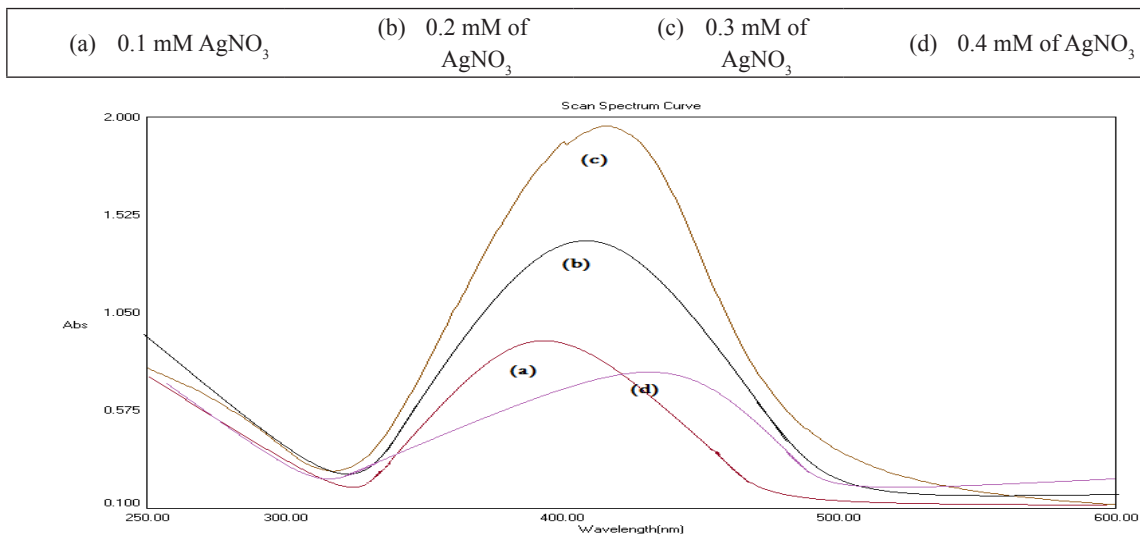 (a) 0.1 mM AgNO₃ (b) 0.2 mM of AgNO₃ (c) 0.3 mM of AgNO₃ (d) 0.4 mM of AgNO₃
Scan Spectrum Curve
2.000
(c)
1.525
(b)
1.050
Abs
(a)
(d)
0.575
0.100
250.00 300.00 400.00 500.00 600.00
Wavelength(nm)